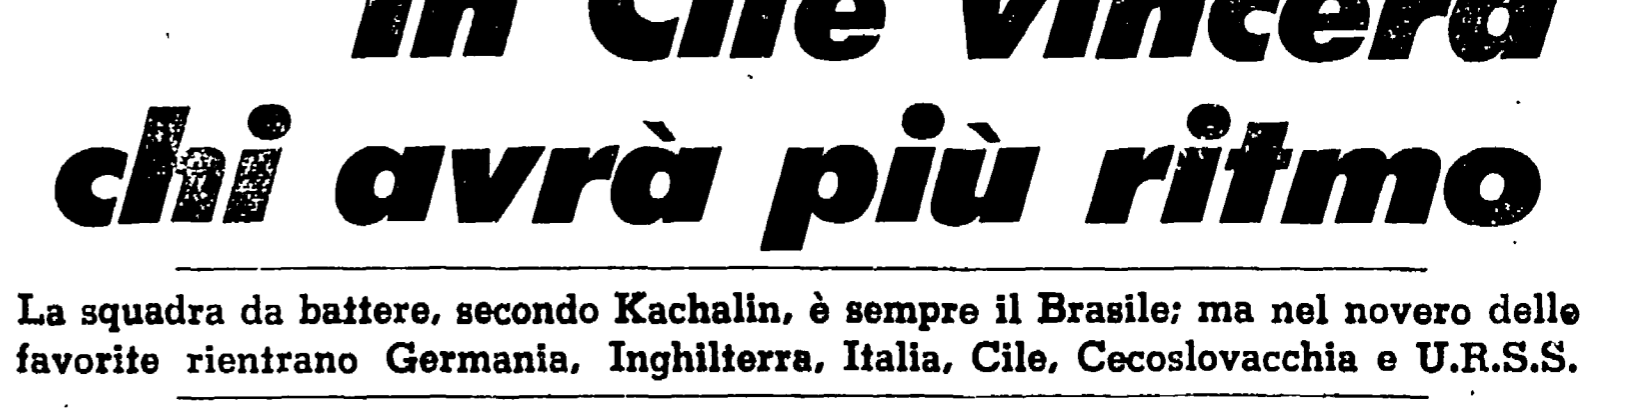 in Cile vincerà
chi avrà più ritmo
La squadra da battere, secondo Kachalin, è sempre il Brasile; ma nel novero delle
favorite rientrano Germania, Inghilterra, Italia, Cile, Cecoslovacchia e U.R.S.S.